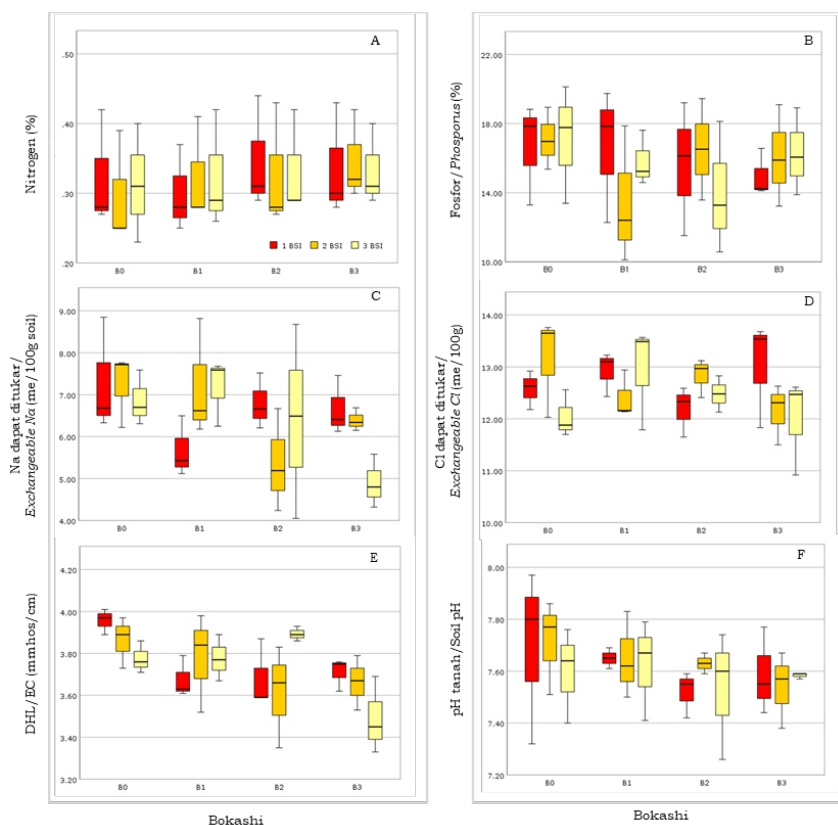 A
.50
.40
.30
.20
Nitrogen (%)
1 BSI 2 BSI 3 BSI
B0 B1 B2 B3
B
22.00
18.00
14.00
10.00
Fosfor/Phosporus (%)
B0 B1 B2 B3
C
9.00
8.00
7.00
6.00
5.00
4.00
Na dapat ditukar/
Exchangeable Na (me/100g soil)
B0 B1 B2 B3
D
14.00
13.00
12.00
11.00
10.00
Cl dapat ditukar/
Exchangeable Cl (me/100g)
B0 B1 B2 B3
E
4.20
4.00
3.80
3.60
3.40
3.20
DHL/EC (mmhos/cm)
B0 B1 B2 B3
Bokashi
F
8.00
7.80
7.60
7.40
7.20
pH tanah/Soil pH
B0 B1 B2 B3
Bokashi